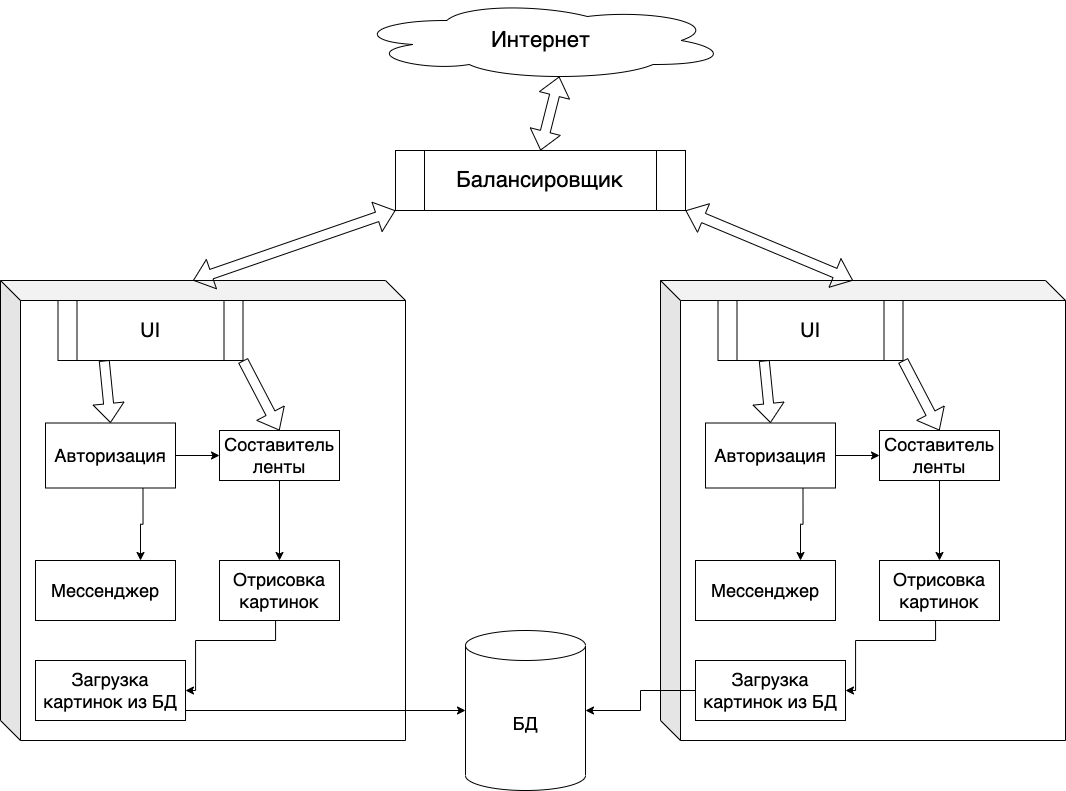 Интернет
Балансировщик
UI
Авторизация
Составитель
ленты
Мессенджер
Отрисовка
картинок
Загрузка
картинок из БД
БД
UI
Авторизация
Составитель
ленты
Мессенджер
Отрисовка
картинок
Загрузка
картинок из БД